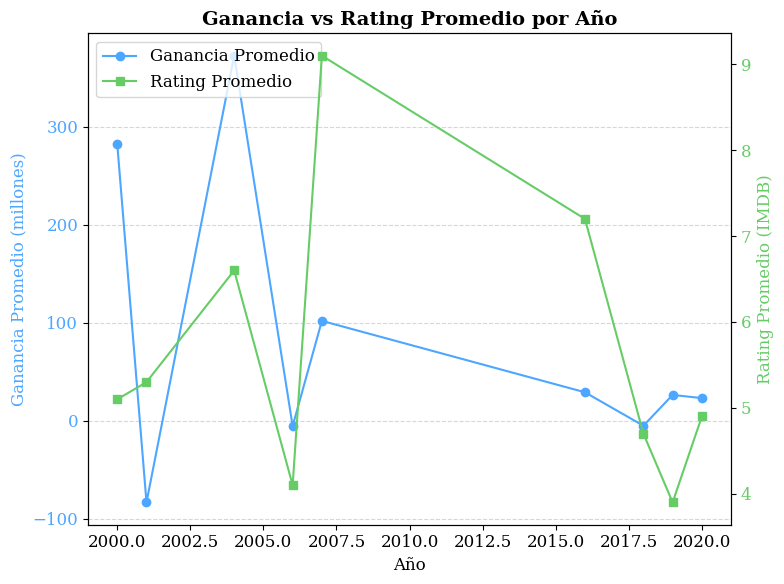 Ganancia vs Rating Promedio por Año
Ganancia Promedio
Rating Promedio
Ganancia Promedio (millones)
300
200
100
0
−100
9
8
7
6
5
4
Rating Promedio (IMDB)
2000.0 2002.5 2005.0 2007.5 2010.0 2012.5 2015.0 2017.5 2020.0
Año